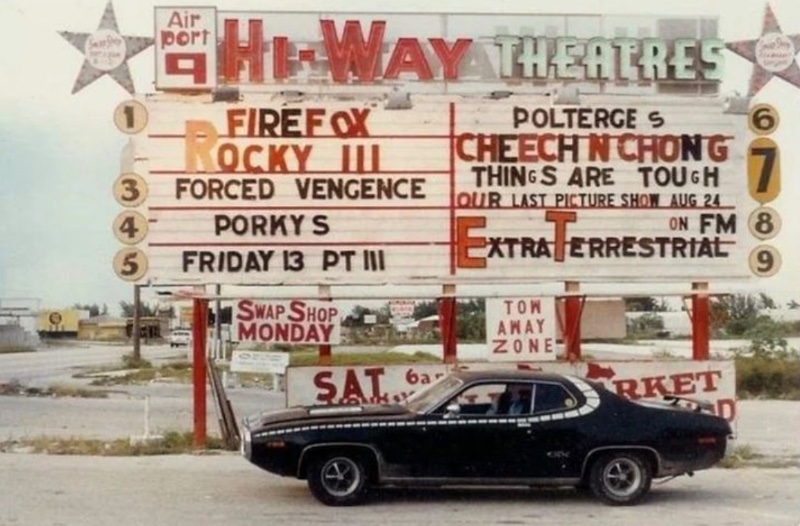 Air
port
9
HI-WAY THEATRES
1
FIREFOX
ROCKY III
3
FORCED VENGENCE
4
PORKYS
5
FRIDAY 13 PT III
POLTERGE S
6
CHEECH N CHONG
7
THINGS ARE TOUGH
OUR LAST PICTURE SHOW AUG 24
ON FM
8
EXTRA TERRESTRIAL
9
SWAP SHOP
MONDAY
TOW
AWAY
ZONE
SAT 6a
RKET